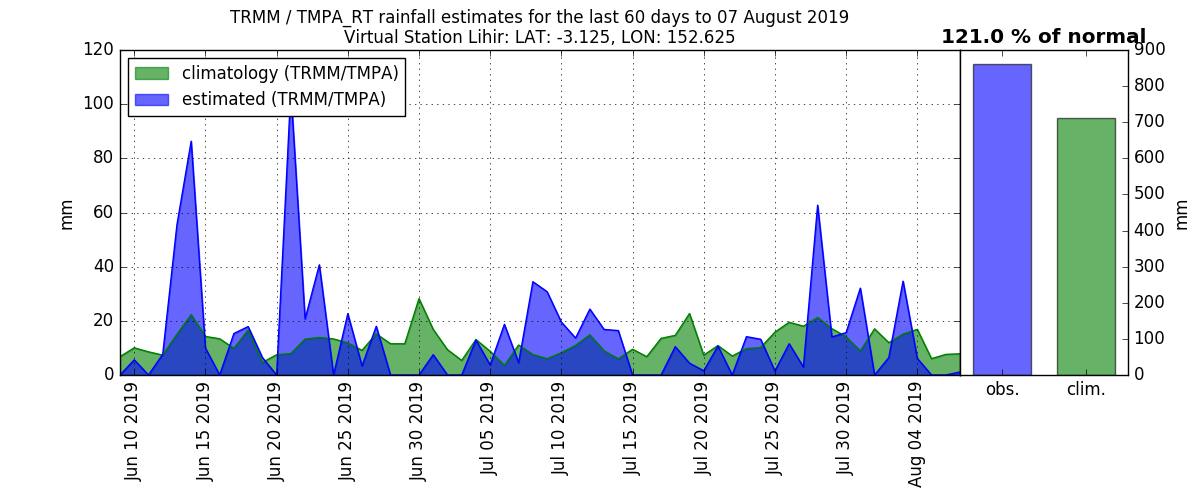 TRMM / TMPA_RT rainfall estimates for the last 60 days to 07 August 2019
Virtual Station Lihir: LAT: -3.125, LON: 152.625
121.0 % of normal
climatology (TRMM/TMPA)
estimated (TRMM/TMPA)
mm
120
100
80
60
40
20
0
Jun 10 2019
Jun 15 2019
Jun 20 2019
Jun 25 2019
Jun 30 2019
Jul 05 2019
Jul 10 2019
Jul 15 2019
Jul 20 2019
Jul 25 2019
Jul 30 2019
Aug 04 2019
obs.
clim.
900
800
700
600
500
400
300
200
100
0
mm